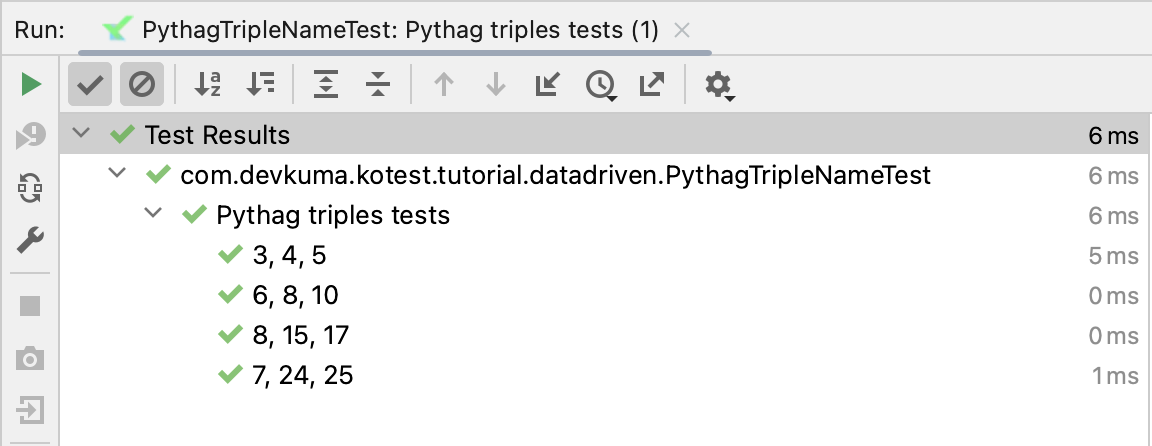 Run: PythagTripleNameTest: Pythag triples tests (1)
Test Results 6 ms
com.devkuma.kotest.tutorial.datadriven.PythagTripleNameTest 6 ms
Pythag triples tests 6 ms
3, 4, 5 5 ms
6, 8, 10 0 ms
8, 15, 17 0 ms
7, 24, 25 1 ms